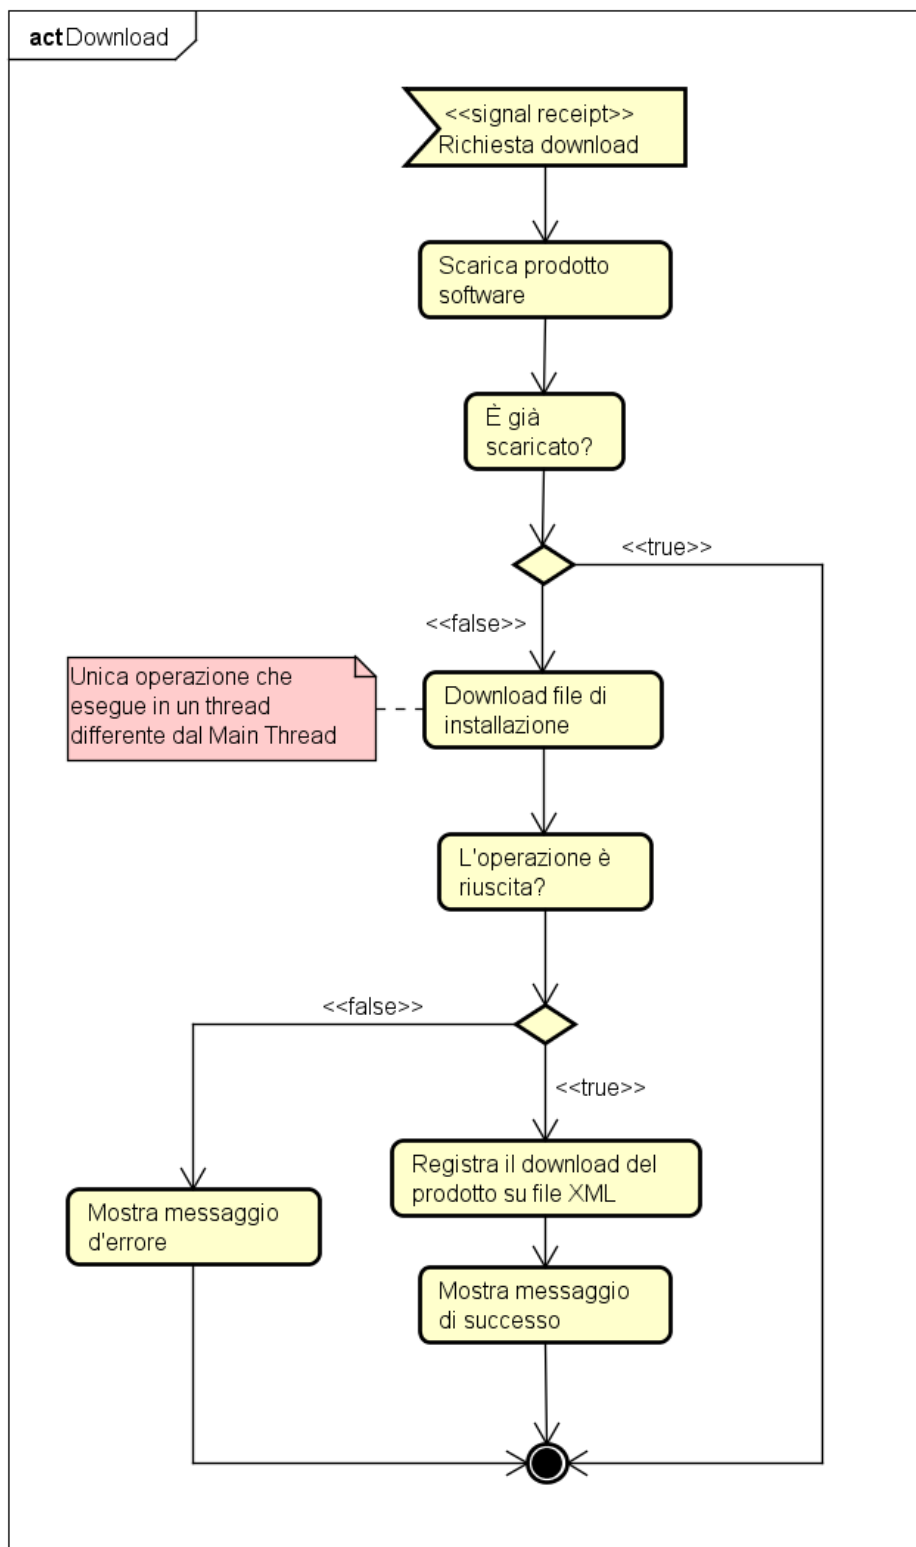 act Download
<<signal receipt>>
Richiesta download
Scarica prodotto
software
È già
scaricato?
<<true>>
<<false>>
Unica operazione che
esegue in un thread
differente dal Main Thread
Download file di
installazione
L'operazione è
riuscita?
<<false>>
<<true>>
Registra il download del
prodotto su file XML
Mostra messaggio
d'errore
Mostra messaggio
di successo